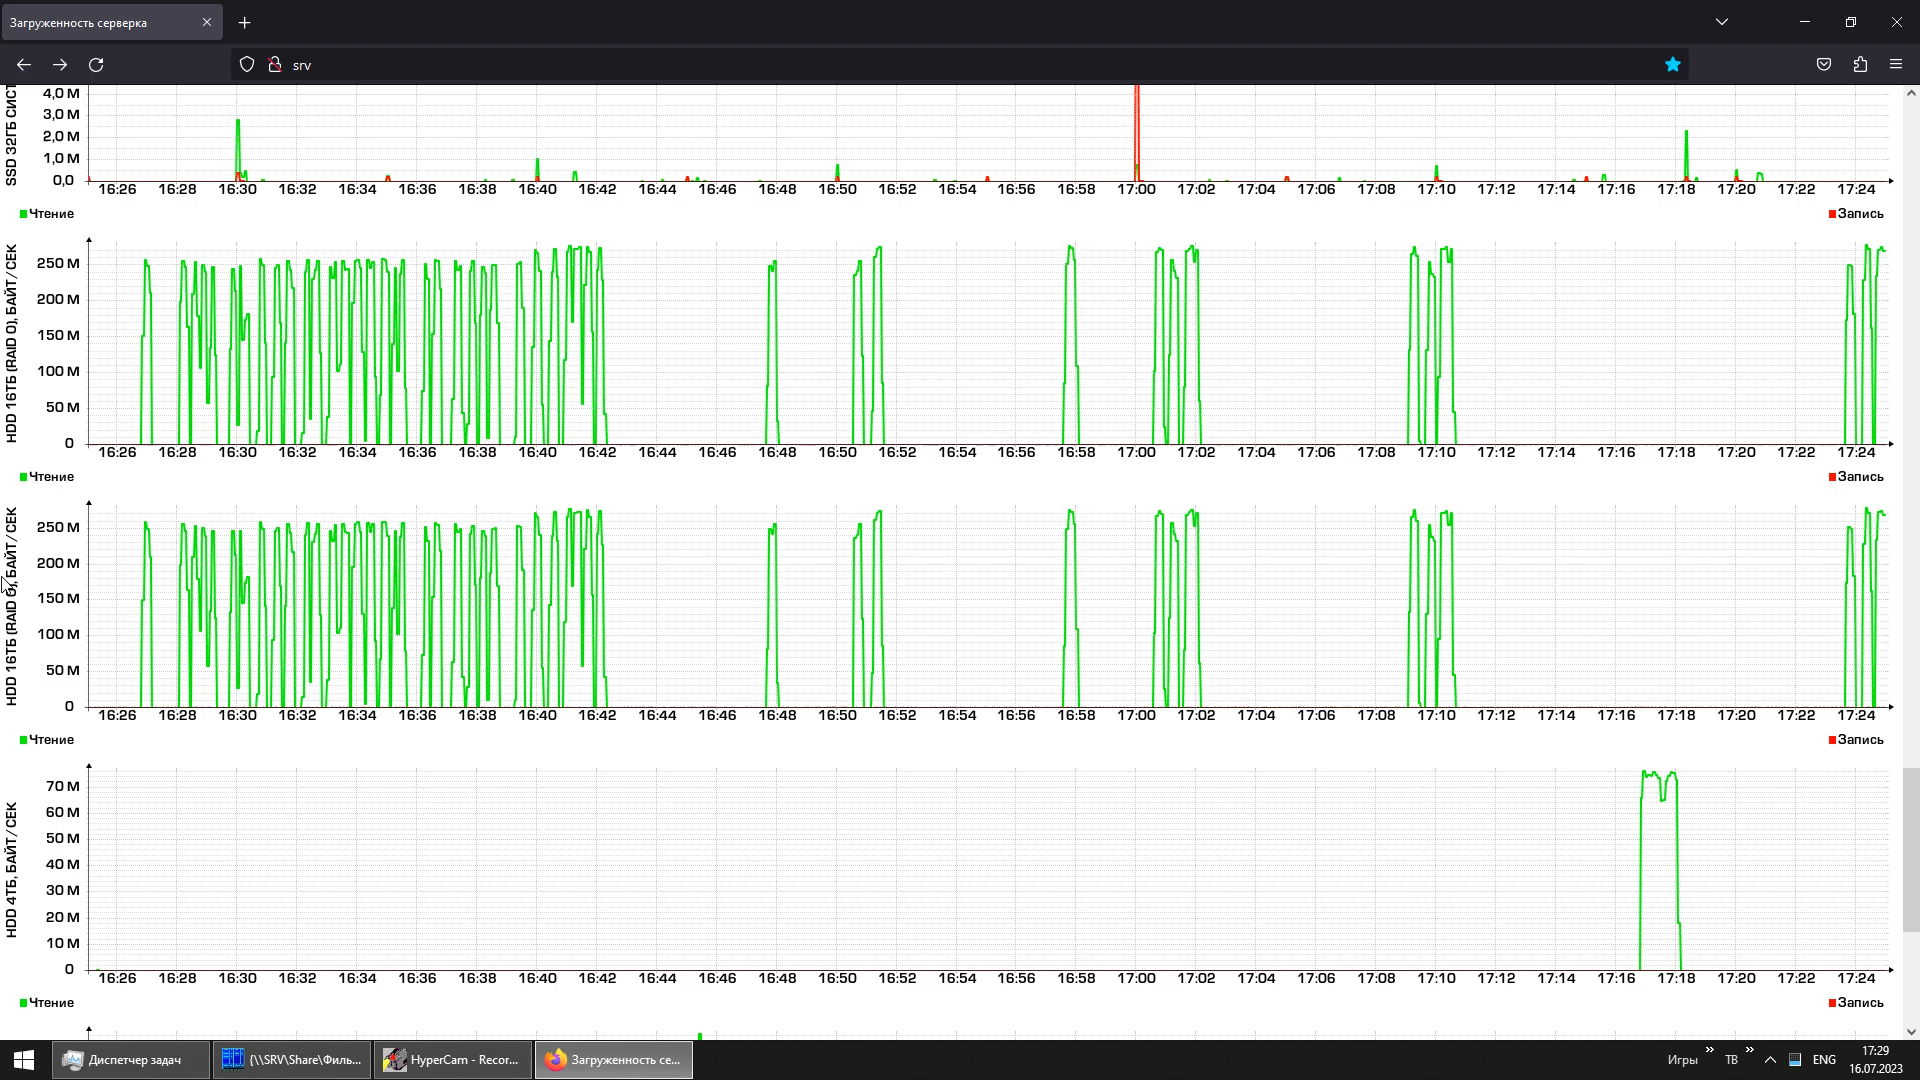 Загруженность серверка
srv
SSD 32ГБ СИСТ
4,0 M
3,0 M
2,0 M
1,0 M
0,0
16:26 16:28 16:30 16:32 16:34 16:36 16:38 16:40 16:42 16:44 16:46 16:48 16:50 16:52 16:54 16:56 16:58 17:00 17:02 17:04 17:06 17:08 17:10 17:12 17:14 17:16 17:18 17:20 17:22 17:24
Чтение Запись
HDD 16ТБ (RAID 0), БАЙТ/СЕК
250 M
200 M
150 M
100 M
50 M
0
16:26 16:28 16:30 16:32 16:34 16:36 16:38 16:40 16:42 16:44 16:46 16:48 16:50 16:52 16:54 16:56 16:58 17:00 17:02 17:04 17:06 17:08 17:10 17:12 17:14 17:16 17:18 17:20 17:22 17:24
Чтение Запись
HDD 16ТБ (RAID 0), БАЙТ/СЕК
250 M
200 M
150 M
100 M
50 M
0
16:26 16:28 16:30 16:32 16:34 16:36 16:38 16:40 16:42 16:44 16:46 16:48 16:50 16:52 16:54 16:56 16:58 17:00 17:02 17:04 17:06 17:08 17:10 17:12 17:14 17:16 17:18 17:20 17:22 17:24
Чтение Запись
HDD 4ТБ, БАЙТ/СЕК
70 M
60 M
50 M
40 M
30 M
20 M
10 M
0
16:26 16:28 16:30 16:32 16:34 16:36 16:38 16:40 16:42 16:44 16:46 16:48 16:50 16:52 16:54 16:56 16:58 17:00 17:02 17:04 17:06 17:08 17:10 17:12 17:14 17:16 17:18 17:20 17:22 17:24
Чтение Запись
Диспетчер задач {\\SRV\Share\Филь... HyperCam - Recor... Загруженность се... Игры » ТВ » ENG 17:29
16.07.2023